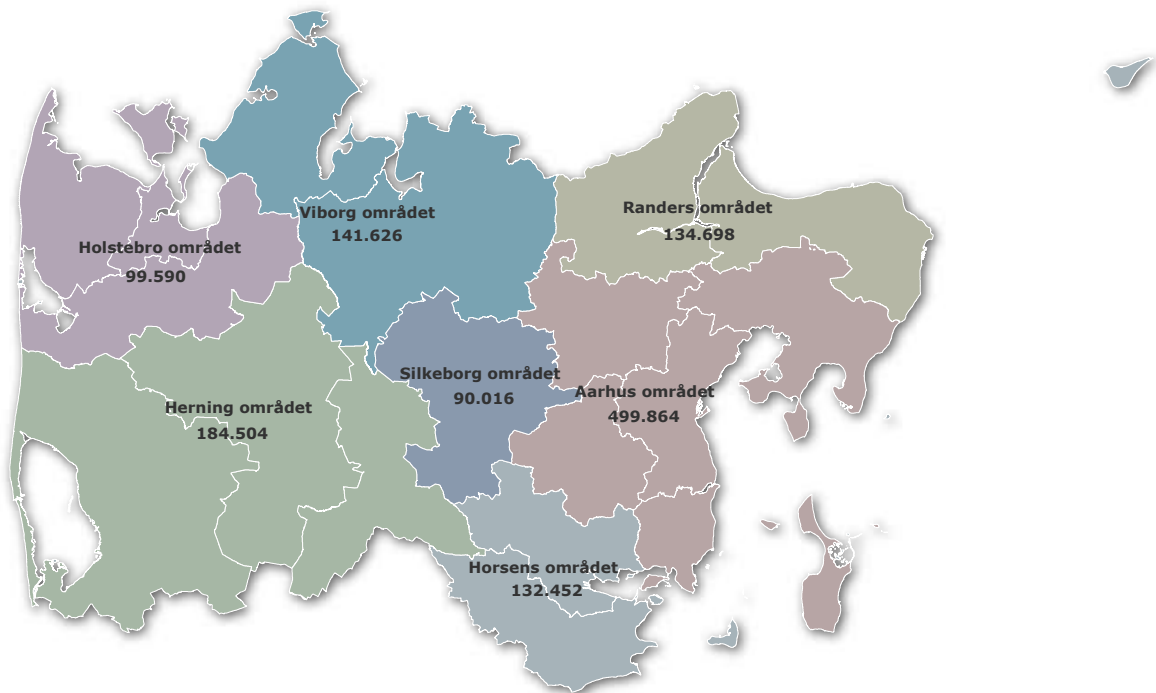 Viborg området
141.626
Randers området
134.698
Holstebro området
99.590
Silkeborg området
90.016
Aarhus området
499.864
Herning området
184.504
Horsens området
132.452